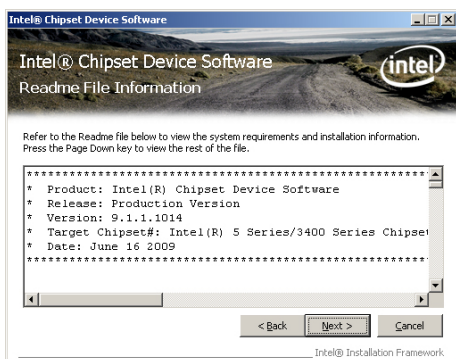 Intel® Chipset Device Software
Intel® Chipset Device Software
Readme File Information
intel
Refer to the Readme file below to view the system requirements and installation information.
Press the Page Down key to view the rest of the file.
********************************************************
* Product: Intel(R) Chipset Device Software
* Release: Production Version
* Version: 9.1.1.1014
* Target Chipset#: Intel(R) 5 Series/3400 Series Chipset
* Date: June 16 2009
********************************************************
< Back Next > Cancel
Intel® Installation Framework